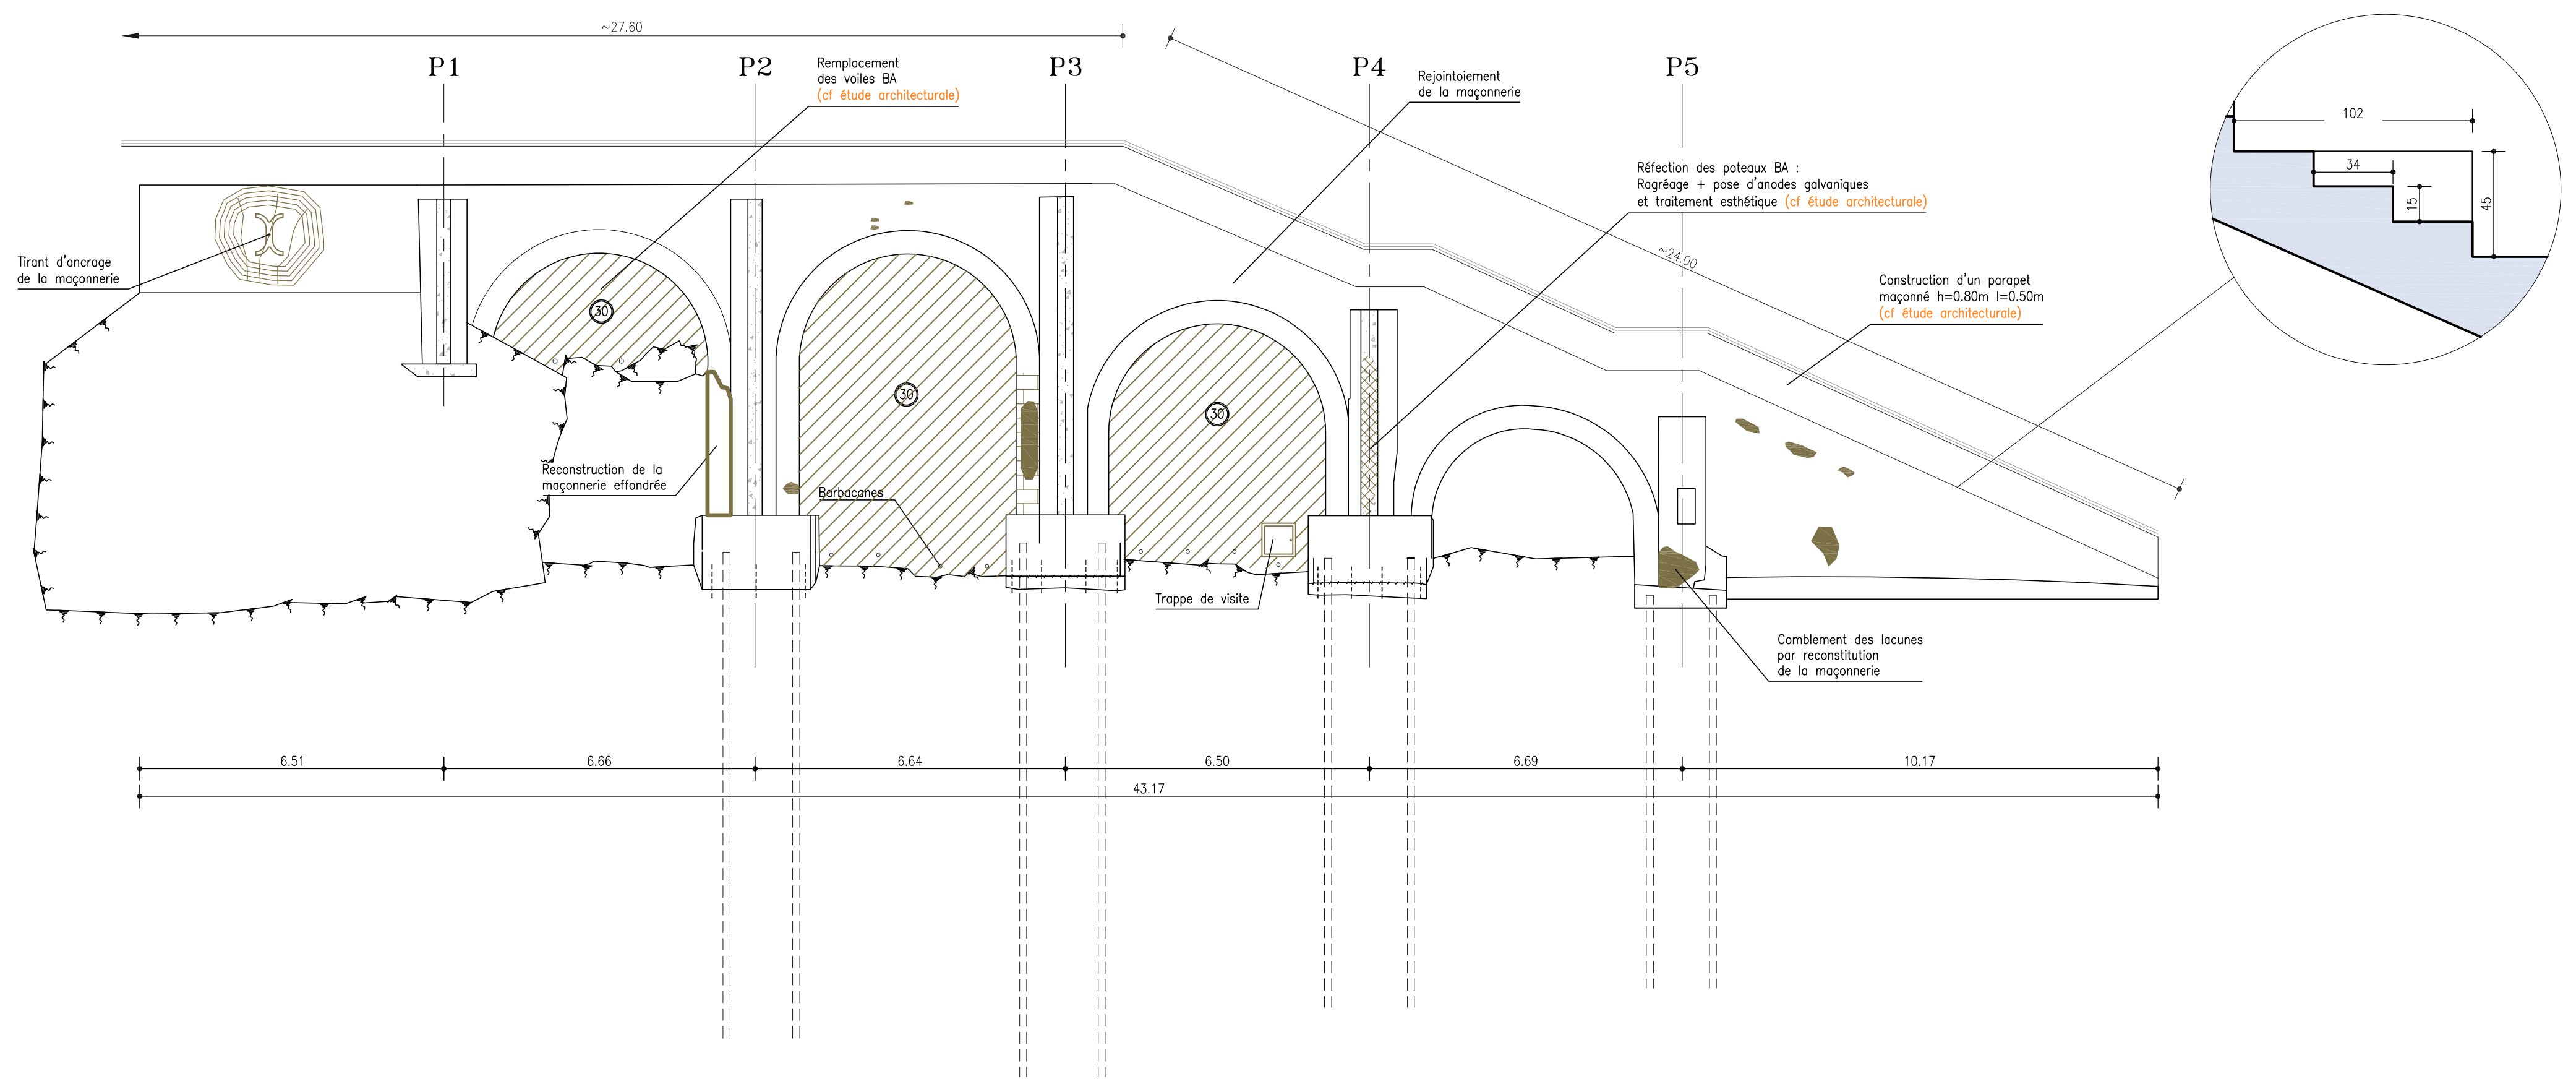 ~27.60
P1
P2
P3
P4
P5
Remplacement
des voiles BA
(cf étude architecturale)
Rejointoiement
de la maçonnerie
Réfection des poteaux BA :
Ragréage + pose d'anodes galvaniques
et traitement esthétique (cf étude architecturale)
102
34
15
45
Tirant d'ancrage
de la maçonnerie
~24.00
Construction d'un parapet
maçonné h=0.80m l=0.50m
(cf étude architecturale)
30
30
30
Reconstruction de la
maçonnerie effondrée
Barbacanes
Trappe de visite
Comblement des lacunes
par reconstitution
de la maçonnerie
6.51
6.66
6.64
6.50
6.69
10.17
43.17